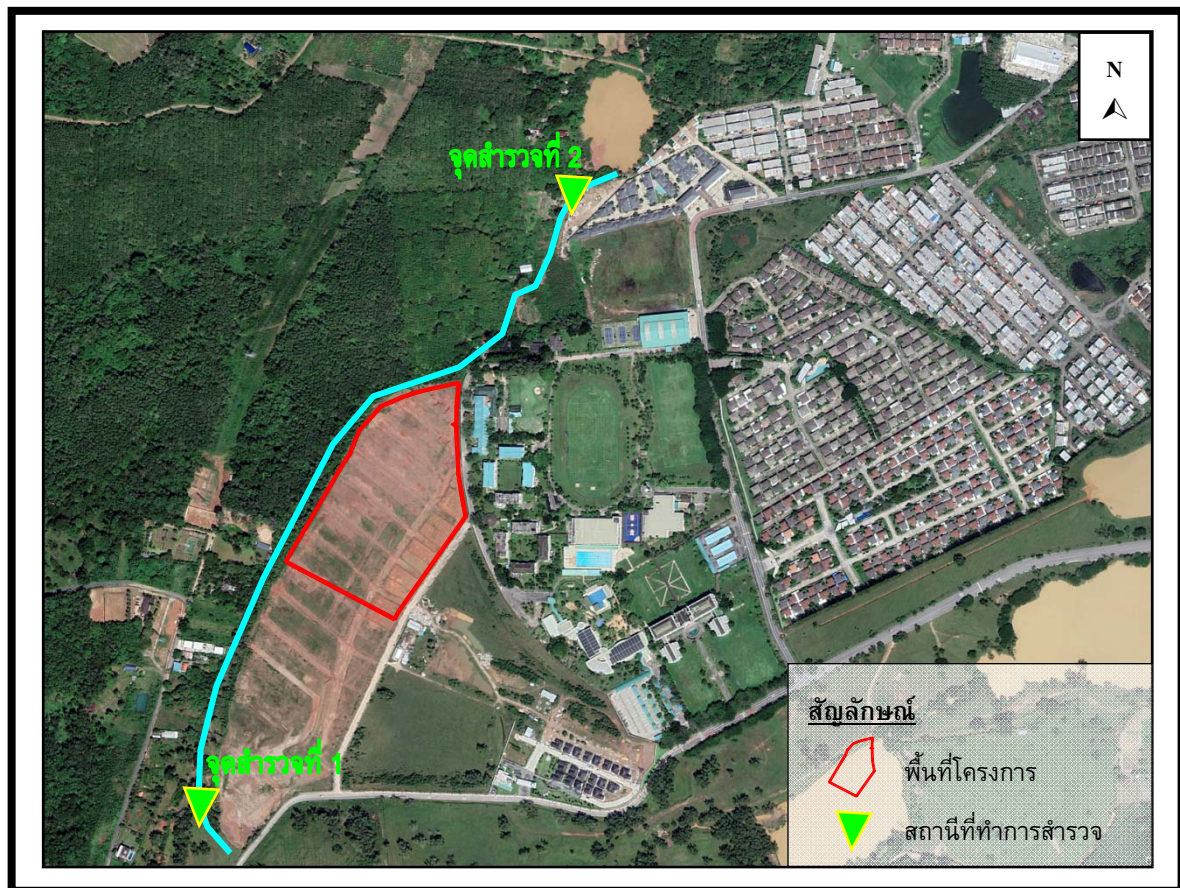 N
จุดสำรวจที่ 2
จุดสำรวจที่ 1
สัญลักษณ์
พื้นที่โครงการ
สถานีที่ทำการสำรวจ